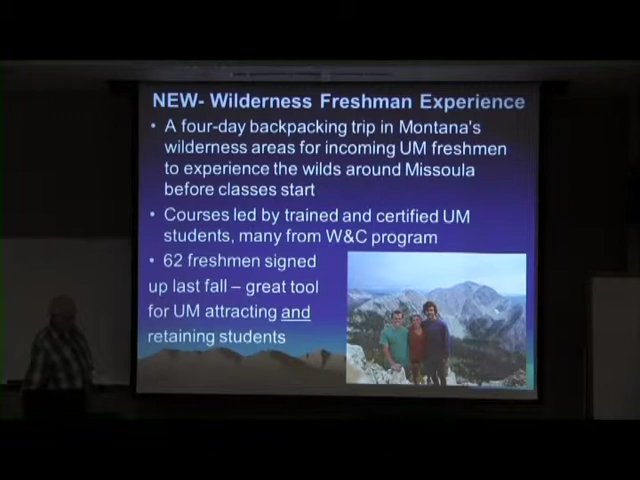 NEW- Wilderness Freshman Experience
• A four-day backpacking trip in Montana's
wilderness areas for incoming UM freshmen
to experience the wilds around Missoula
before classes start
• Courses led by trained and certified UM
students, many from W&C program
• 62 freshmen signed
up last fall – great tool
for UM attracting and
retaining students